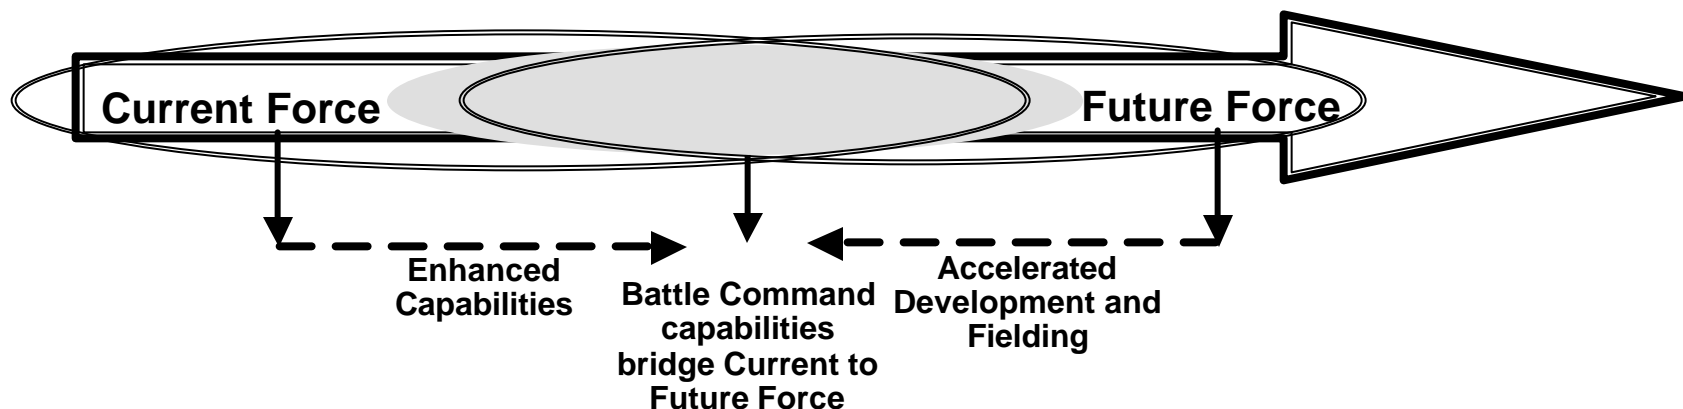 Current Force
Future Force
Enhanced
Capabilities
Battle Command
capabilities
bridge Current to
Future Force
Accelerated
Development and
Fielding